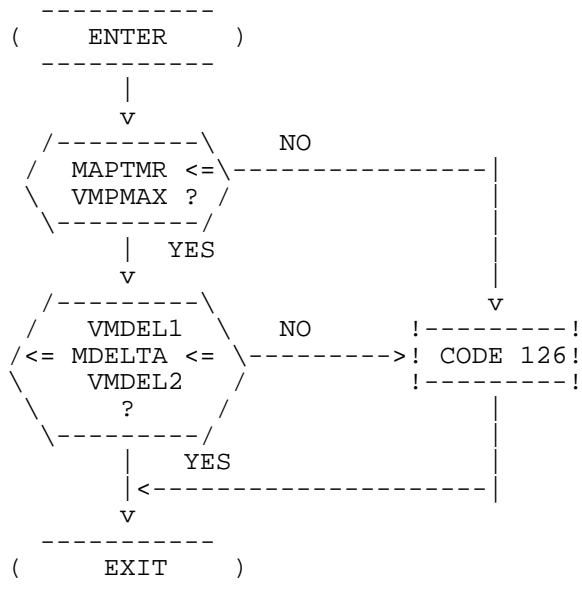 ENTER
NO
MAPTMR <=
VMPMAX ?
YES
VMDEL1 NO
<= MDELTA <= CODE 126
VMDEL2
?
YES
EXIT